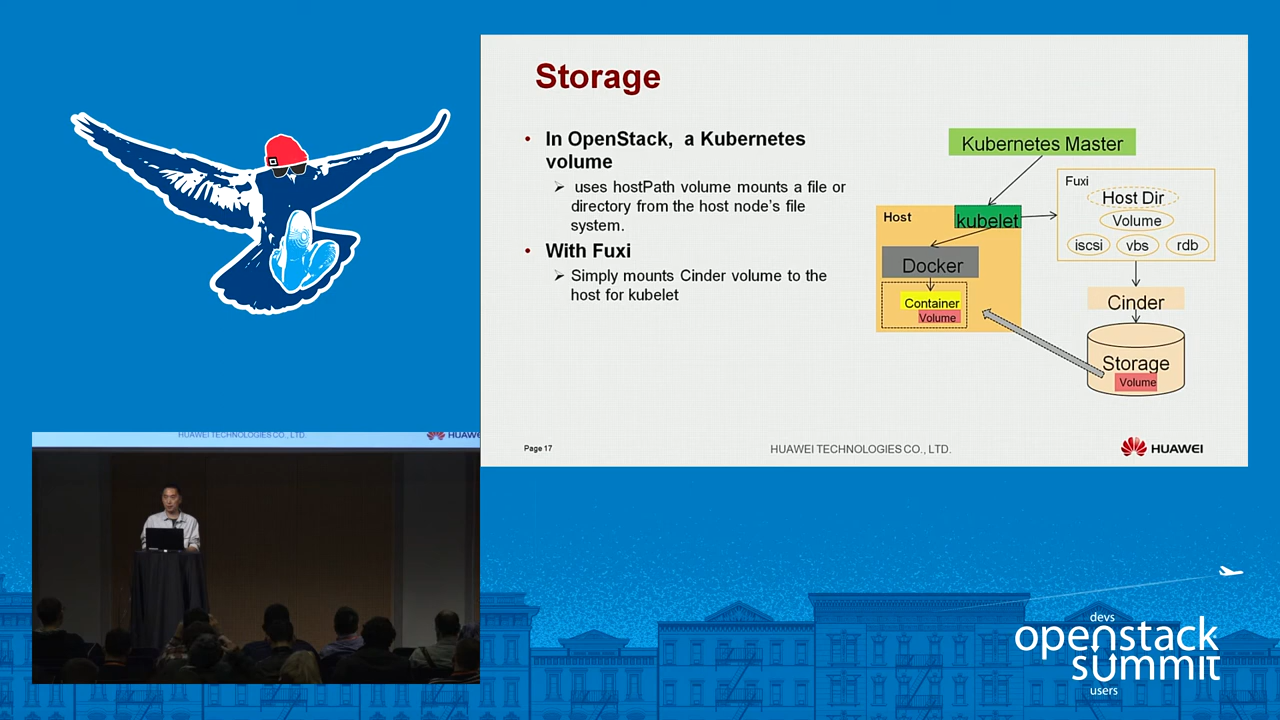 Storage
• In OpenStack, a Kubernetes
volume
➢ uses hostPath volume mounts a file or
directory from the host node's file
system.
• With Fuxi
➢ Simply mounts Cinder volume to the
host for kubelet
Kubernetes Master
Fuxi
Host Dir
Volume
iscsi vbs rdb
Host
kubelet
Docker
Container
Volume
Cinder
Storage
Volume
Page 17
HUAWEI TECHNOLOGIES CO., LTD.
HUAWEI
HUAWEI TECHNOLOGIES CO., LTD.
HUAWE
devs
openstack
summit
users